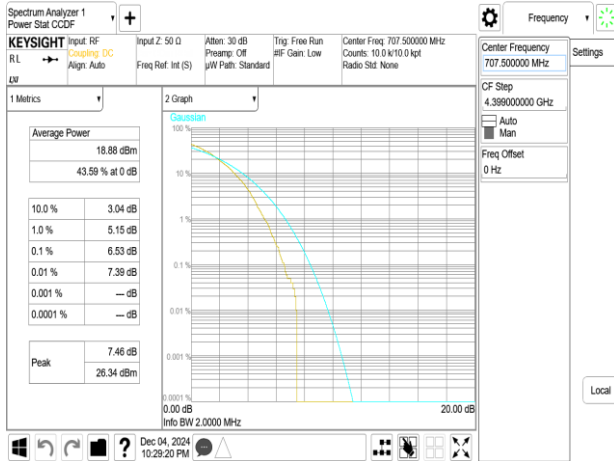 Spectrum Analyzer 1
Power Stat CCDF
KEYSIGHT
RL
LXI
Input: RF
Coupling: DC
Align: Auto
Input Z: 50 Ω
Freq Ref: Int (S)
Atten: 30 dB
Preamp: Off
µW Path: Standard
Trig: Free Run
#IF Gain: Low
Center Freq: 707.500000 MHz
Counts: 10.0 k/10.0 kpt
Radio Std: None
1 Metrics
Average Power
18.88 dBm
43.59 % at 0 dB
10.0 % 3.04 dB
1.0 % 5.15 dB
0.1 % 6.53 dB
0.01 % 7.39 dB
0.001 % --- dB
0.0001 % --- dB
Peak 7.46 dB
26.34 dBm
2 Graph
Gaussian
100 %
10 %
1 %
0.1 %
0.01 %
0.001 %
0.0001 %
0.00 dB 20.00 dB
Info BW 2.0000 MHz
Dec 04, 2024
10:29:20 PM
Frequency
Settings
Center Frequency
707.500000 MHz
CF Step
4.399000000 GHz
Auto
Man
Freq Offset
0 Hz
Local